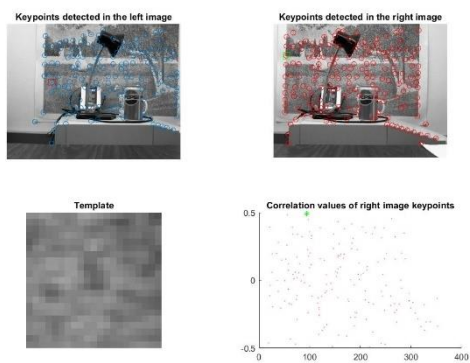 Keypoints detected in the left image
Keypoints detected in the right image
Template
Correlation values of right image keypoints
0.5
0
-0.5
0 100 200 300 400